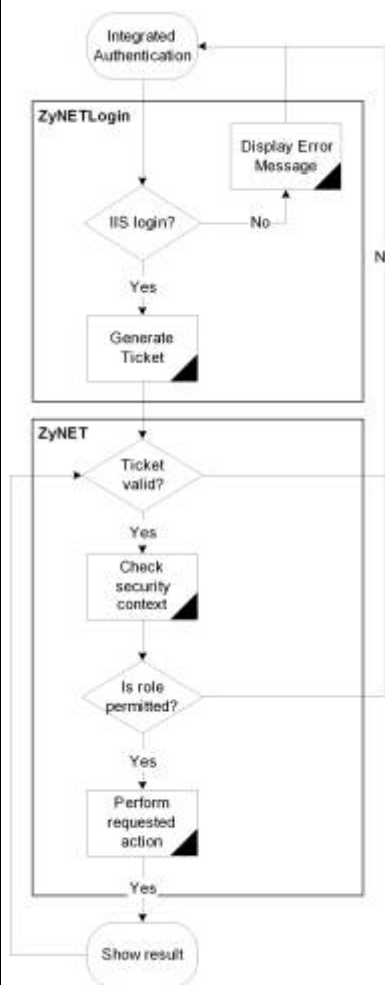 Integrated
Authentication
ZyNETLogin
Display Error
Message
IIS login?
No
Yes
Generate
Ticket
ZyNET
Ticket
valid?
Yes
Check
security
context
Is role
permitted?
Yes
Perform
requested
action
Yes
Show result